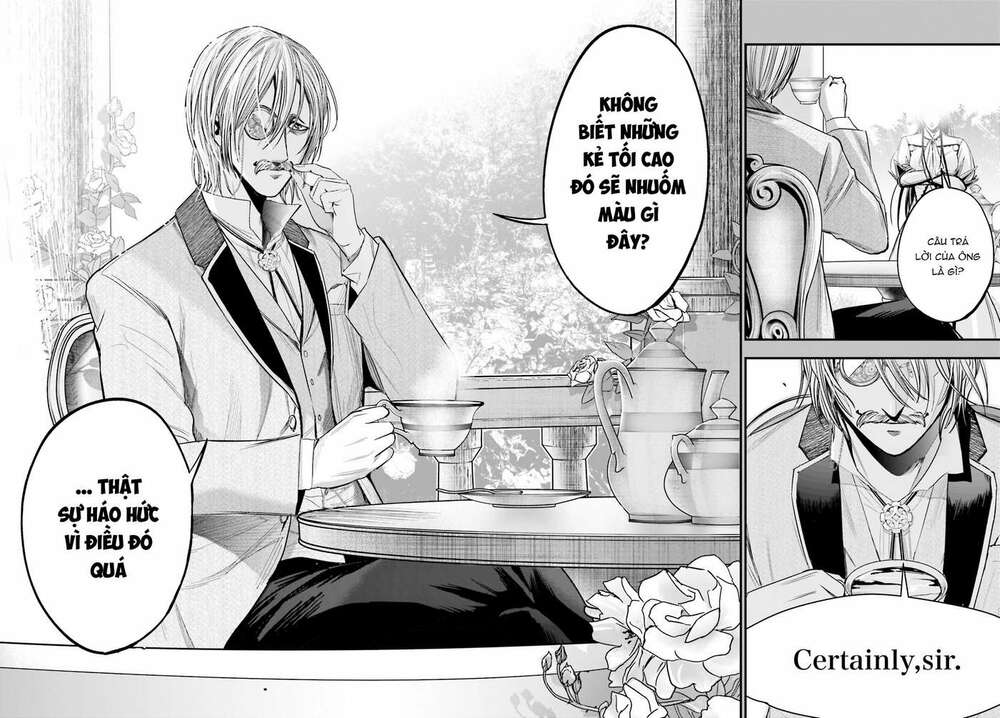 CÂU TRẢ
LỜI CỦA ÔNG
LÀ GÌ?
Certainly,sir.
KHÔNG
BIẾT NHỮNG
KẺ TỐI CAO
ĐÓ SẼ NHUỐM
MÀU GÌ
ĐÂY?
... THẬT
SỰ HÁO HỨC
VÌ ĐIỀU ĐÓ
QUÁ